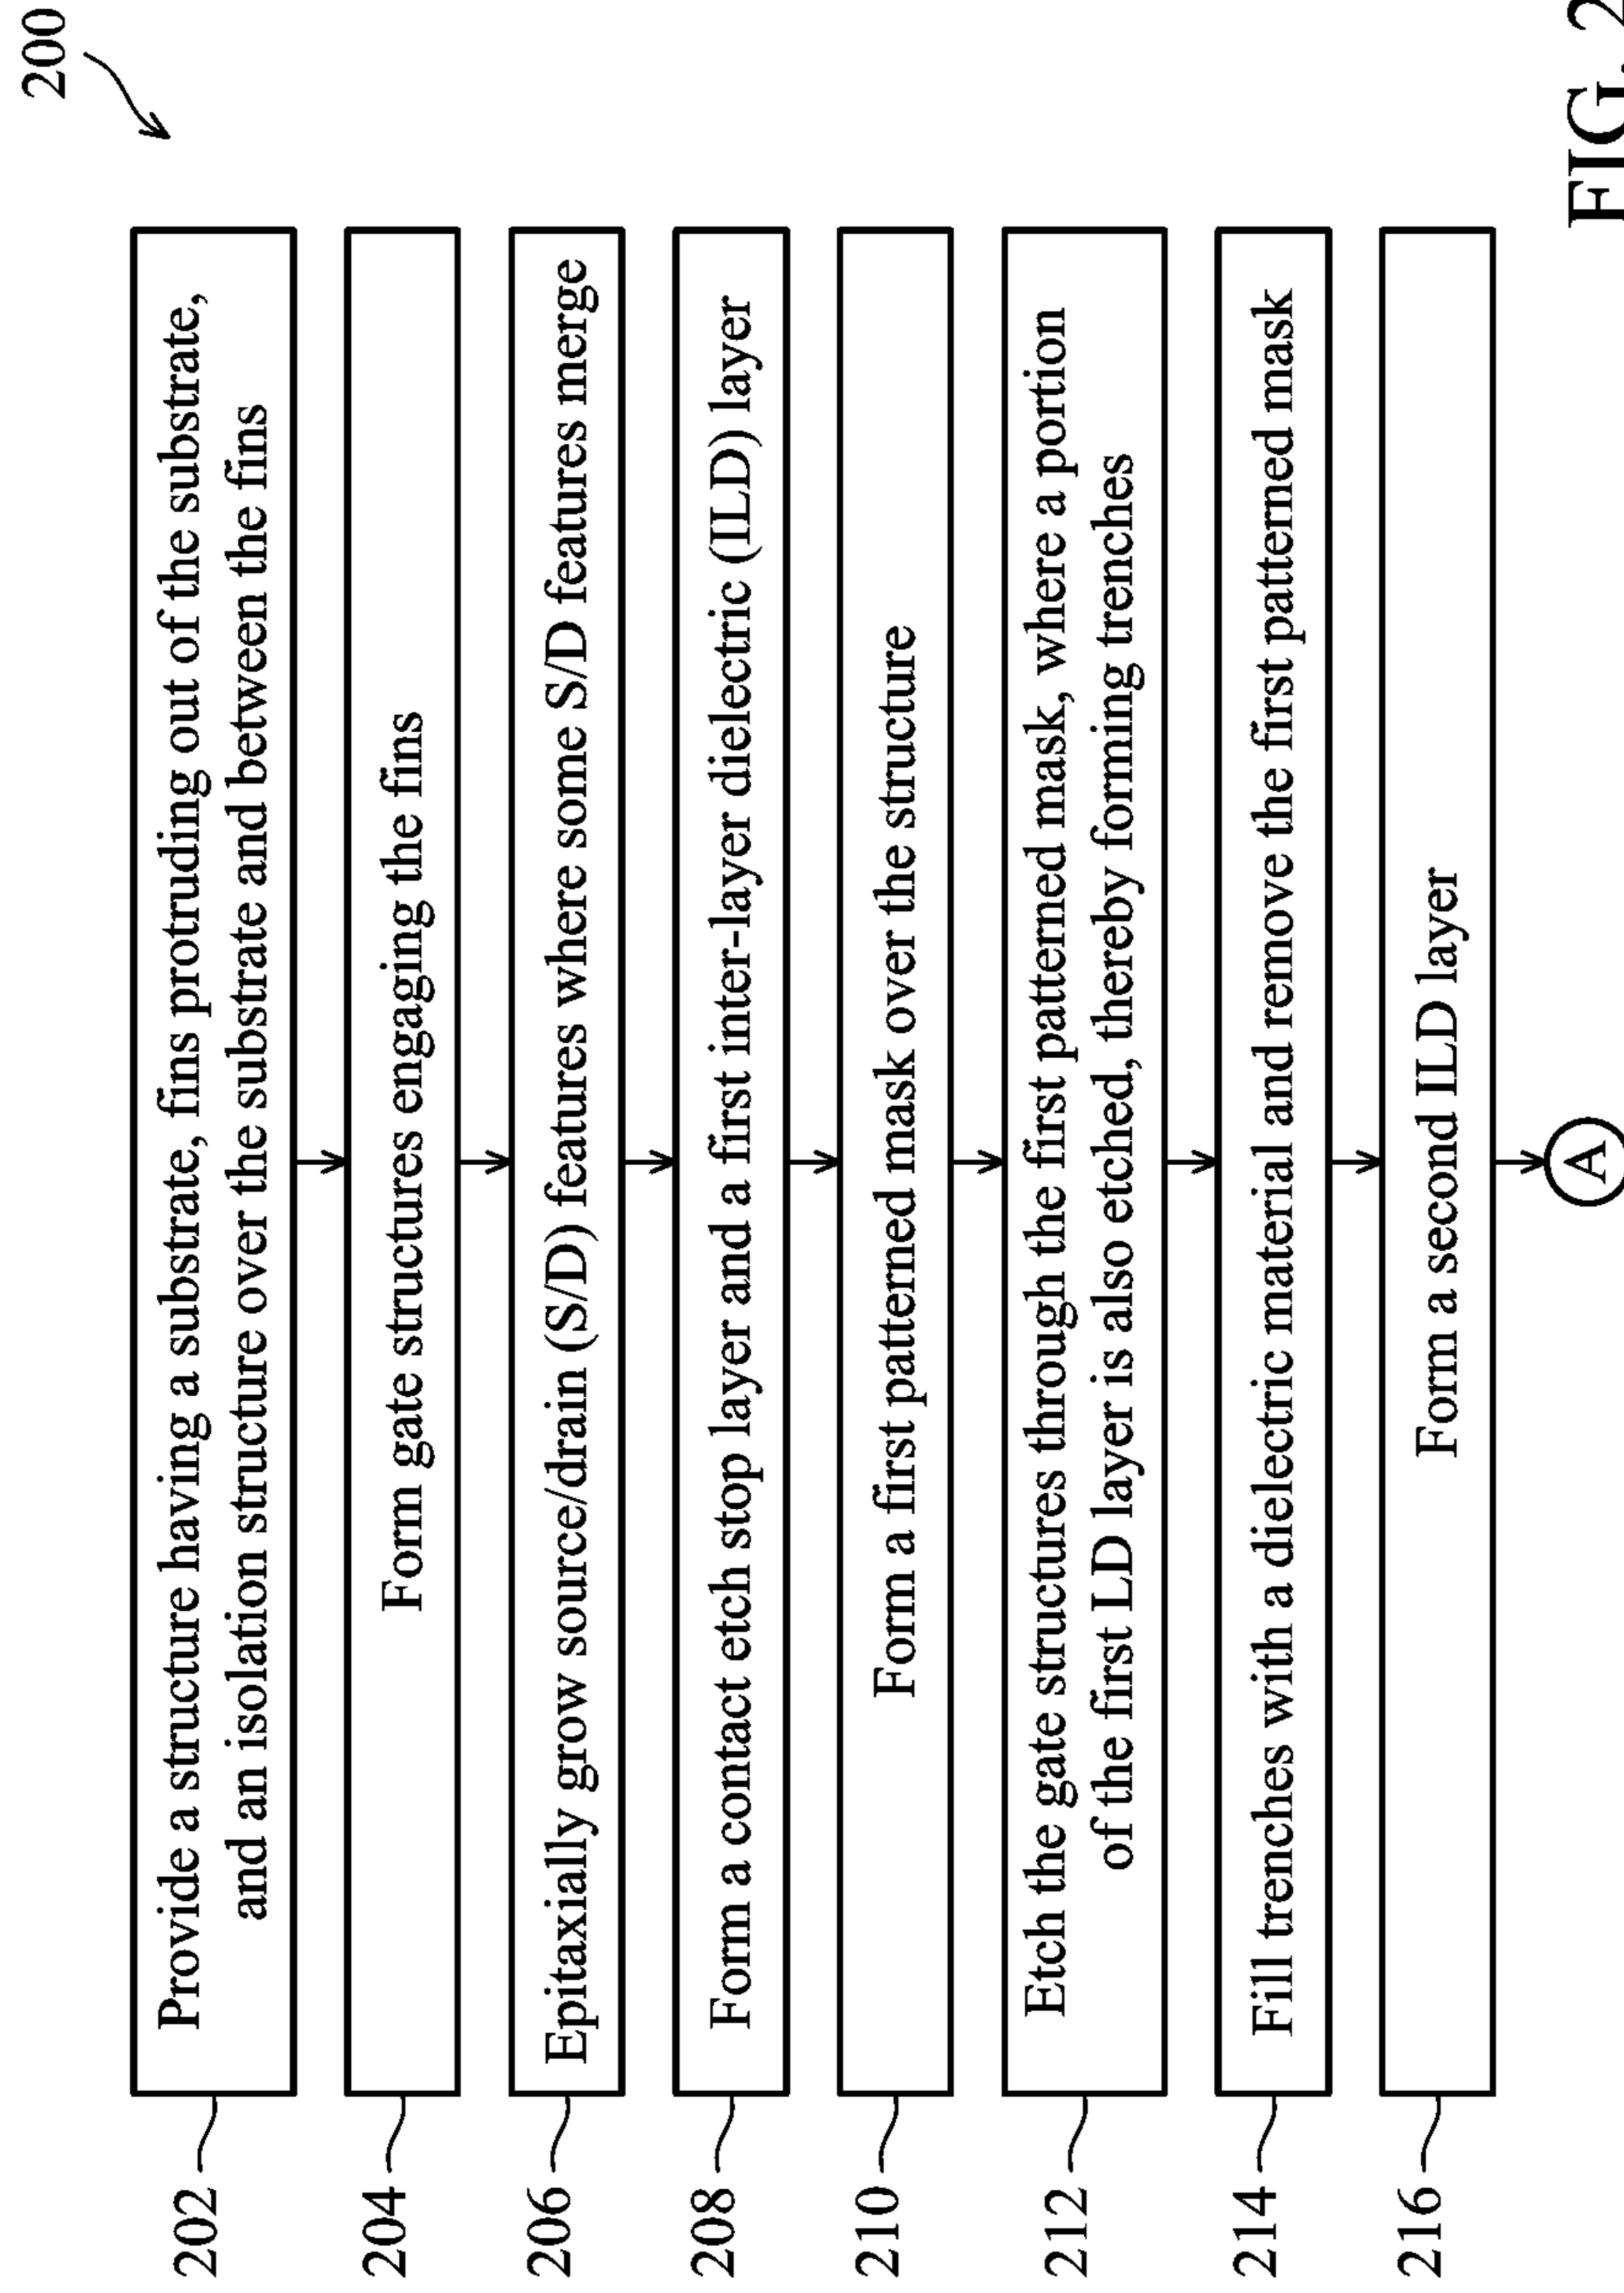 200
202
Provide a structure having a substrate, fins protruding out of the substrate,
and an isolation structure over the substrate and between the fins
204
Form gate structures engaging the fins
206
Epitaxially grow source/drain (S/D) features where some S/D features merge
208
Form a contact etch stop layer and a first inter-layer dielectric (ILD) layer
210
Form a first patterned mask over the structure
212
Etch the gate structures through the first patterned mask, where a portion
of the first LD layer is also etched, thereby forming trenches
214
Fill trenches with a dielectric material and remove the first patterned mask
216
Form a second ILD layer
A
FIG. 2